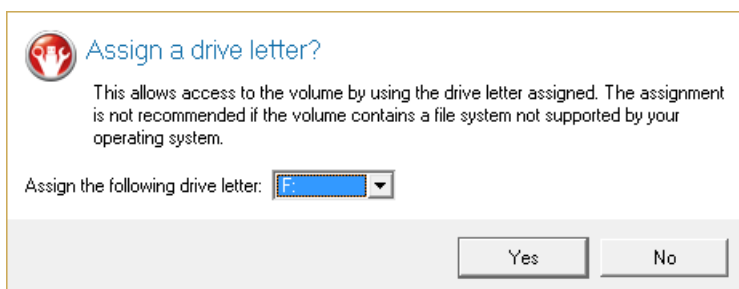 Assign a drive letter?
This allows access to the volume by using the drive letter assigned. The assignment
is not recommended if the volume contains a file system not supported by your
operating system.
Assign the following drive letter: F:
Yes No